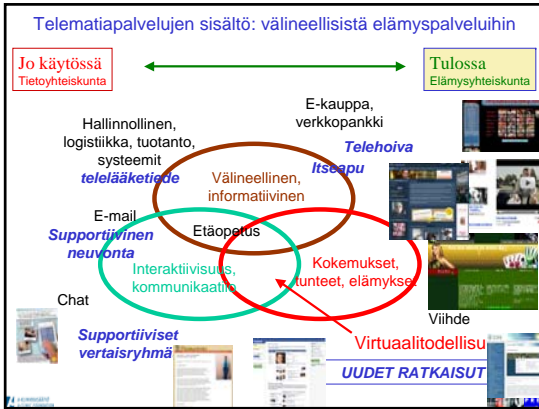 Telematiapalvelujen sisältö: välineellisistä elämyspalveluihin
Jo käytössä
Tietoyhteiskunta
Tulossa
Elämysyhteiskunta
E-kauppa,
verkkopankki
Hallinnollinen,
logistiikka, tuotanto,
systeemit
telelääketiede
Telehoiva
Itseapu
Välineellinen,
informatiivinen
E-mail
Supportiivinen
neuvonta
Etäopetus
Interaktiivisuus,
kommunikaatio
Kokemukset,
tunteet, elämykset
Chat
Viihde
Supportiiviset
vertaisryhmä
Virtuaalitodellisu
UUDET RATKAISUT